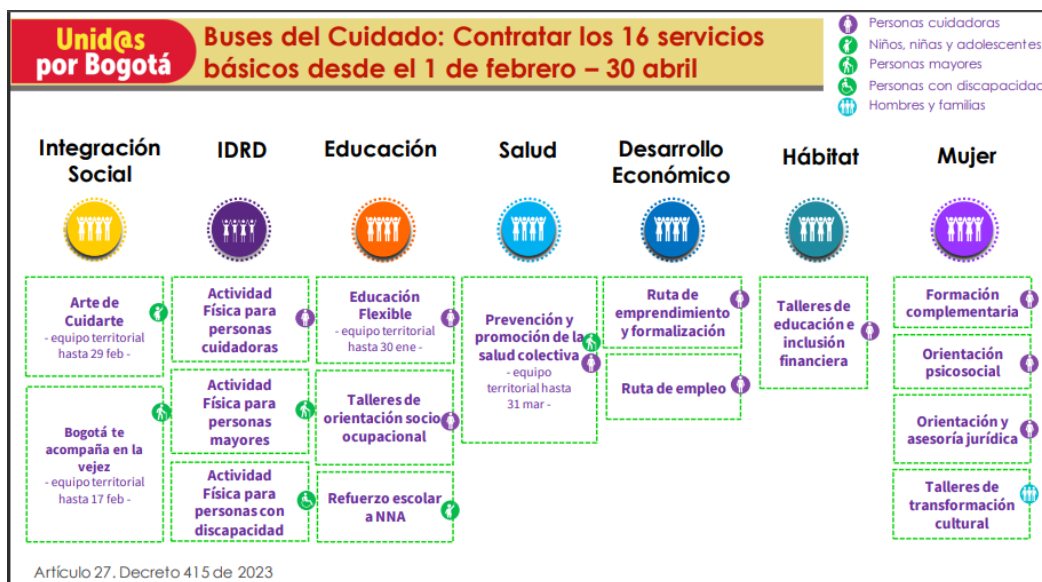 Unid@s
por Bogotá
Buses del Cuidado: Contratar los 16 servicios
básicos desde el 1 de febrero – 30 abril
Personas cuidadoras
Niños, niñas y adolescentes
Personas mayores
Personas con discapacidad
Hombres y familias
Integración
Social
IDRD
Educación
Salud
Desarrollo
Económico
Hábitat
Mujer
Arte de
Cuidarte
- equipo territorial
hasta 29 feb -
Bogotá te
acompaña en la
vejez
- equipo territorial
hasta 17 feb -
Actividad
Física para
personas
cuidadoras
Actividad
Física para
personas
mayores
Actividad
Física para
personas con
discapacidad
Educación
Flexible
- equipo territorial
hasta 30 ene -
Talleres de
orientación socio
ocupacional
Refuerzo escolar
a NNA
Prevención y
promoción de la
salud colectiva
- equipo
territorial hasta
31 mar -
Ruta de
emprendimiento
y formalización
Ruta de empleo
Talleres de
educación e
inclusión
financiera
Formación
complementaria
Orientación
psicosocial
Orientación y
asesoría jurídica
Talleres de
transformación
cultural
Artículo 27. Decreto 415 de 2023